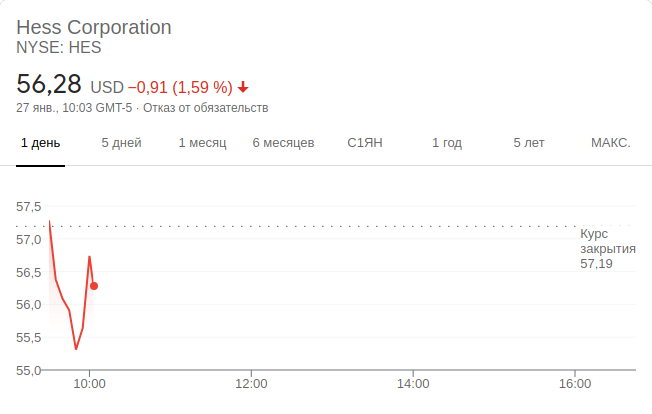 Hess Corporation
NYSE: HES
56,28 USD −0,91 (1,59 %)
27 янв., 10:03 GMT-5 · Отказ от обязательств
1 день 5 дней 1 месяц 6 месяцев С1ЯН 1 год 5 лет МАКС.
57,5
57,0
56,5
56,0
55,5
55,0
Курс
закрытия
57,19
10:00 12:00 14:00 16:00